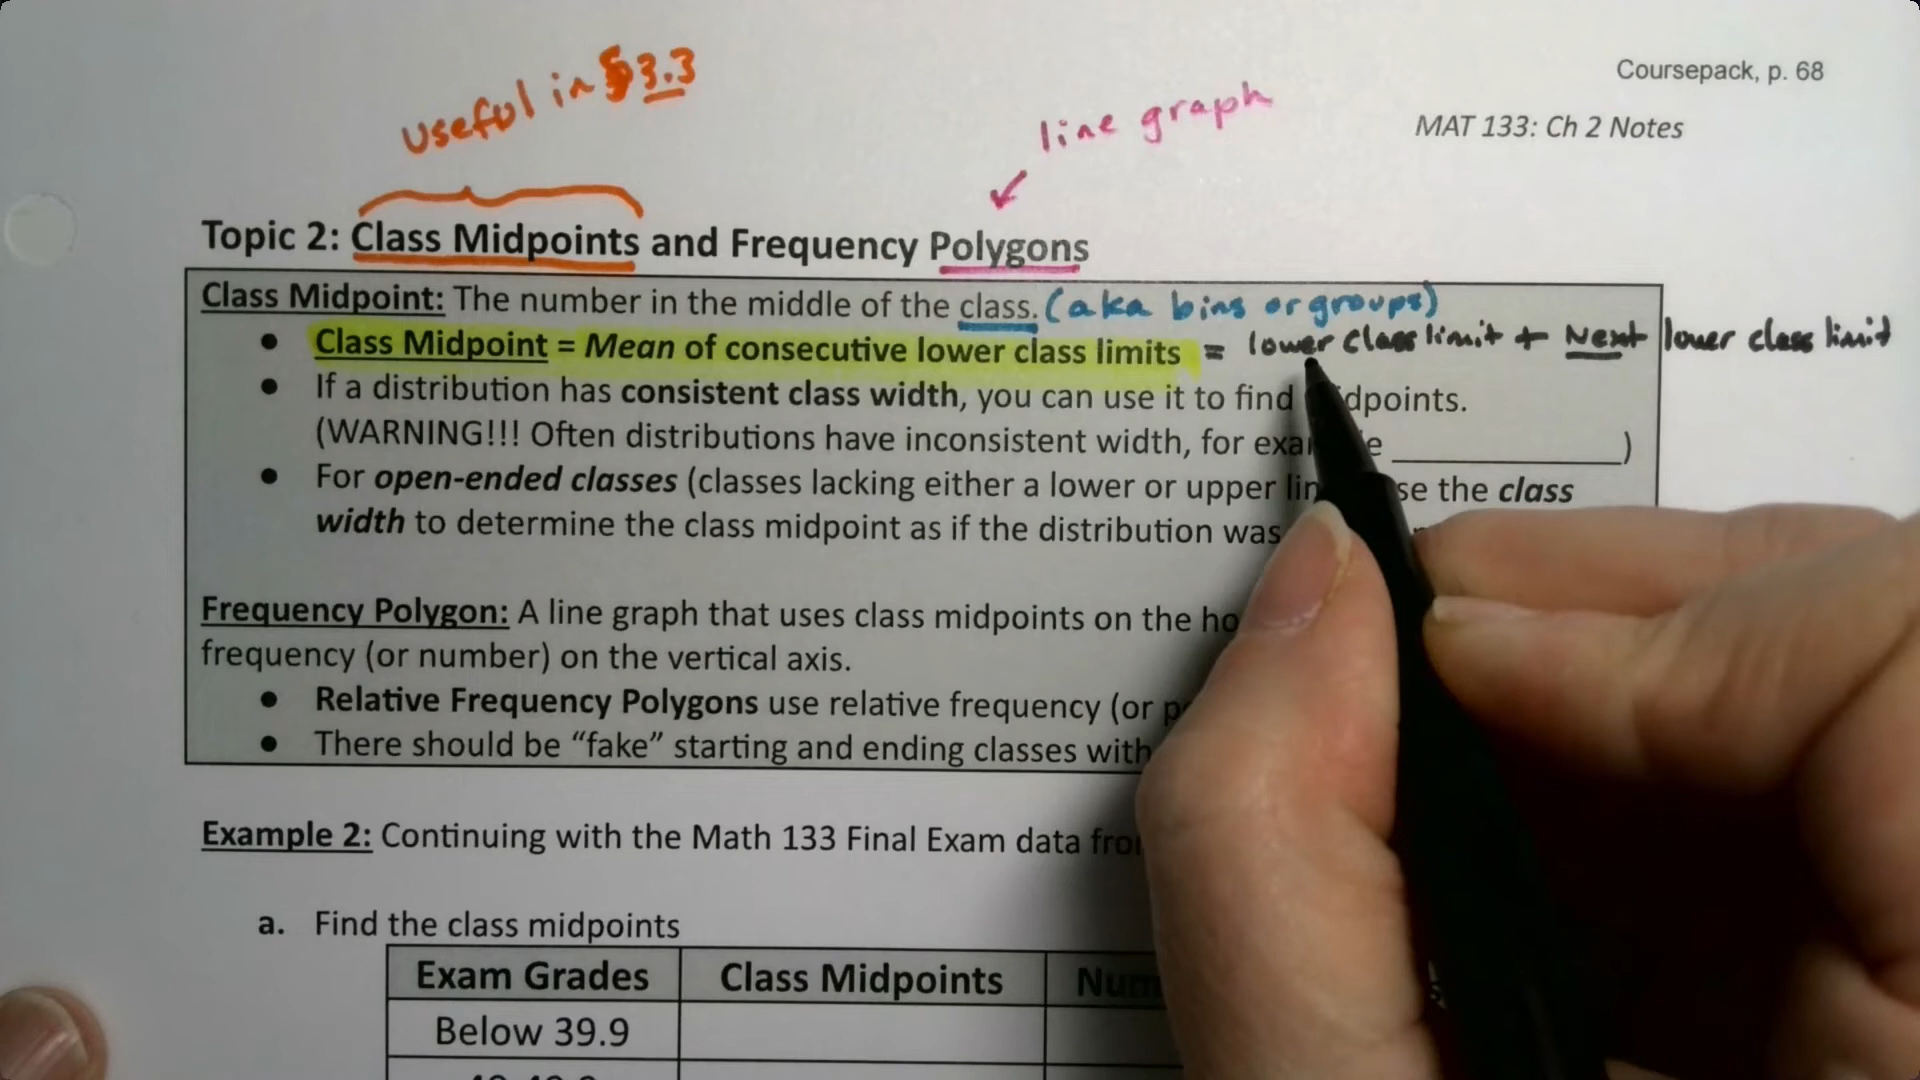 Coursepack, p. 68
useful in §3.3
line graph
MAT 133: Ch 2 Notes
Topic 2: Class Midpoints and Frequency Polygons
Class Midpoint: The number in the middle of the class. (aka bins or groups)
● Class Midpoint = Mean of consecutive lower class limits = lower class limit + Next lower class limit
● If a distribution has consistent class width, you can use it to find dpoints.
(WARNING!!! Often distributions have inconsistent width, for exa e ____________)
● For open-ended classes (classes lacking either a lower or upper li se the class
width to determine the class midpoint as if the distribution was
Frequency Polygon: A line graph that uses class midpoints on the ho
frequency (or number) on the vertical axis.
● Relative Frequency Polygons use relative frequency (or p
● There should be “fake” starting and ending classes with
Example 2: Continuing with the Math 133 Final Exam data fro
a. Find the class midpoints
Exam Grades Class Midpoints Num
Below 39.9